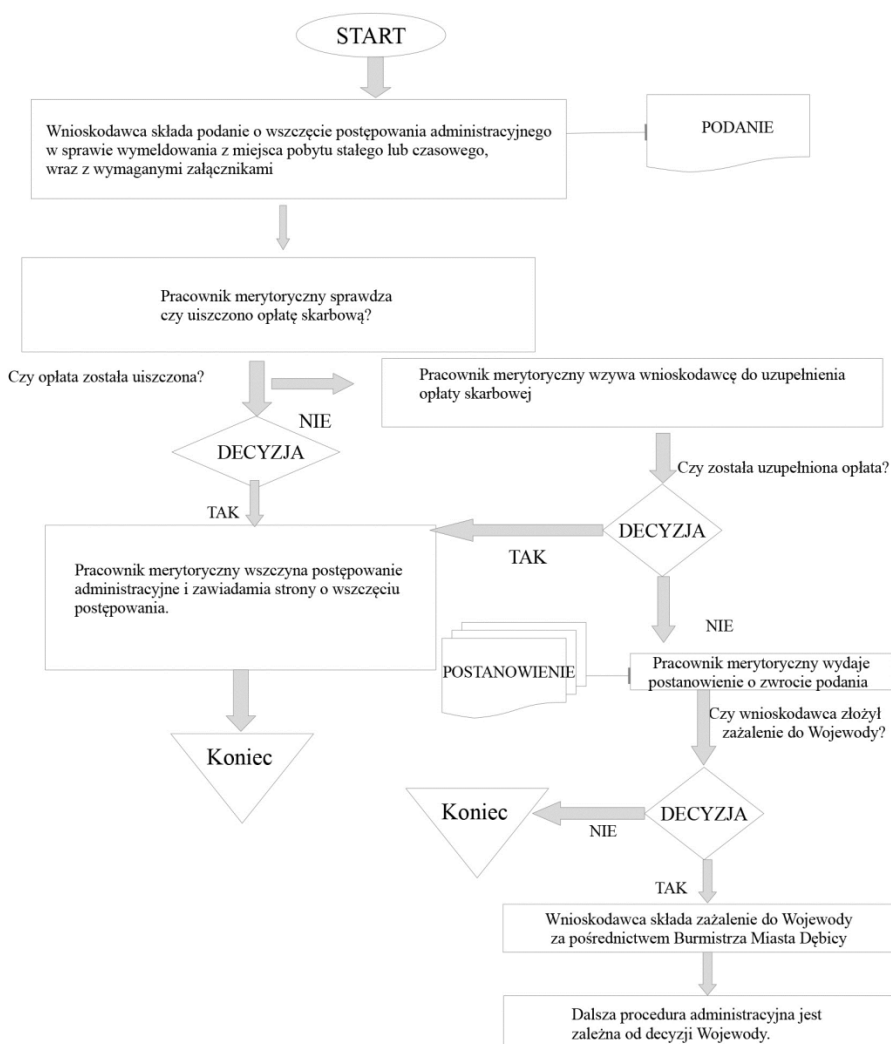 START
Wnioskodawca składa podanie o wszczęcie postępowania administracyjnego
w sprawie wymeldowania z miejsca pobytu stałego lub czasowego,
wraz z wymaganymi załącznikami
PODANIE
Pracownik merytoryczny sprawdza
czy uiszczono opłatę skarbową?
Czy opłata została uiszczona?
NIE
Pracownik merytoryczny wzywa wnioskodawcę do uzupełnienia
opłaty skarbowej
DECYZJA
TAK
Czy została uzupełniona opłata?
DECYZJA
TAK
NIE
Pracownik merytoryczny wszczyna postępowanie
administracyjne i zawiadamia strony o wszczęciu
postępowania.
Koniec
POSTANOWIENIE
Pracownik merytoryczny wydaje
postanowienie o zwrocie podania
Czy wnioskodawca złożył
zażalenie do Wojewody?
DECYZJA
NIE
Koniec
TAK
Wnioskodawca składa zażalenie do Wojewody
za pośrednictwem Burmistrza Miasta Dębicy
Dalsza procedura administracyjna jest
zależna od decyzji Wojewody.